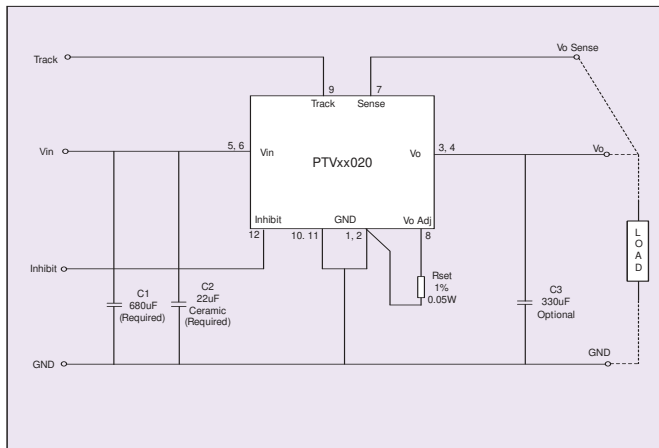 Track
Vo Sense
9
7
Track
Sense
Vin
5, 6
Vin
PTVxx020
Vo
3, 4
Vo
Inhibit
GND
Vo Adj
12
10. 11
1, 2
8
Inhibit
LOAD
C1
680uF
(Required)
C2
22uF
Ceramic
(Required)
Rset
1%
0.05W
C3
330uF
Optional
GND
GND